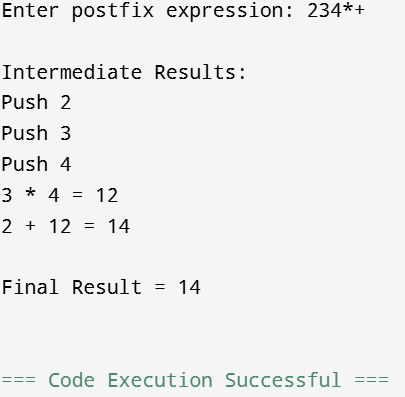 Enter postfix expression: 234*+
Intermediate Results:
Push 2
Push 3
Push 4
3 * 4 = 12
2 + 12 = 14
Final Result = 14
=== Code Execution Successful ===